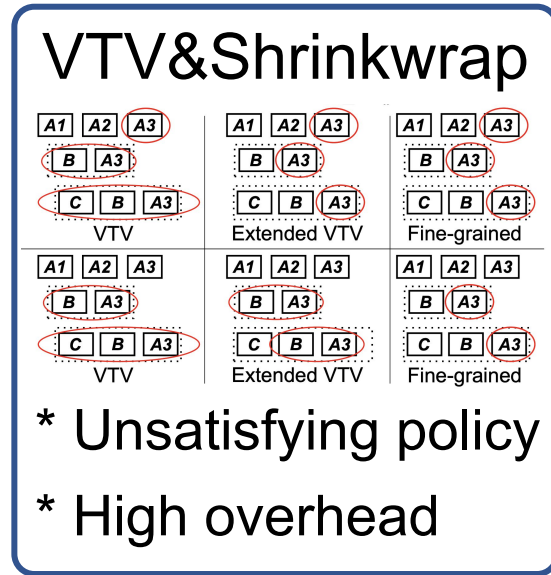 VTV&Shrinkwrap
A1 A2 A3 A1 A2 A3 A1 A2 A3
B A3 B A3 B A3
C B A3 C B A3 C B A3
VTV Extended VTV Fine-grained
A1 A2 A3 A1 A2 A3 A1 A2 A3
B A3 B A3 B A3
C B A3 C B A3 C B A3
VTV Extended VTV Fine-grained
* Unsatisfying policy
* High overhead